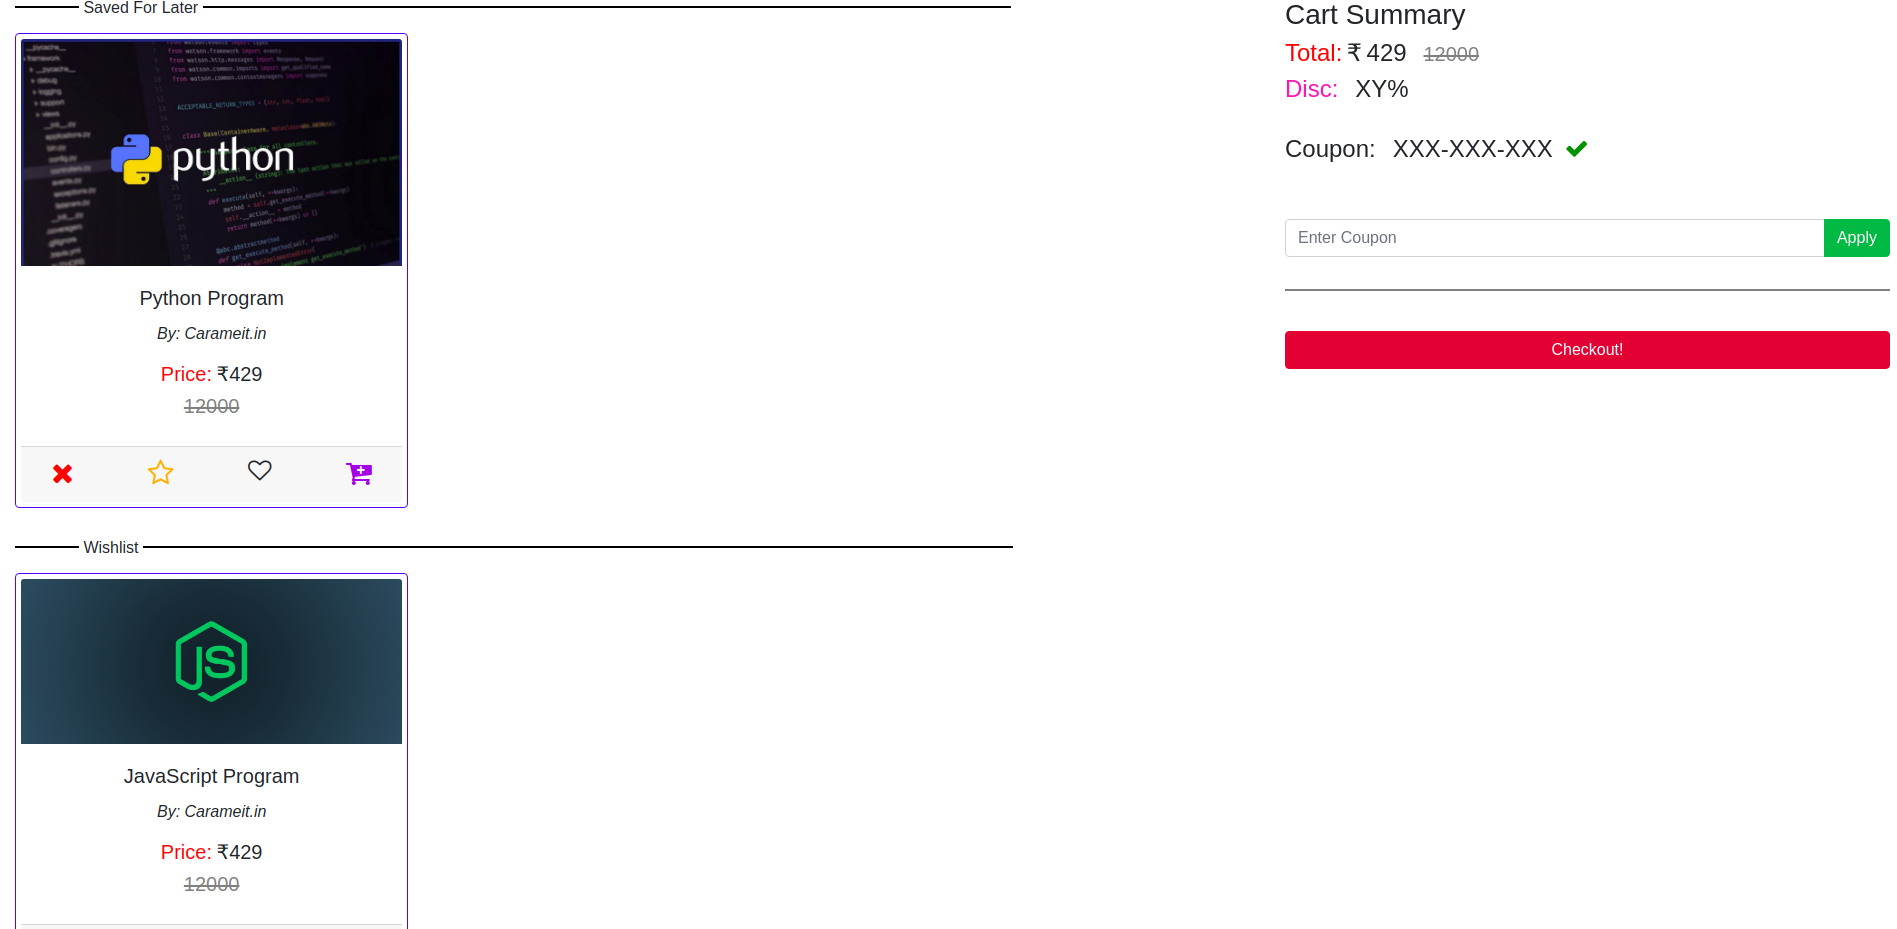 Saved For Later
python
Python Program
By: Carameit.in
Price: ₹429
12000
Wishlist
JS
JavaScript Program
By: Carameit.in
Price: ₹429
12000
Cart Summary
Total: ₹ 429 12000
Disc: XY%
Coupon: XXX-XXX-XXX
Enter Coupon
Apply
Checkout!